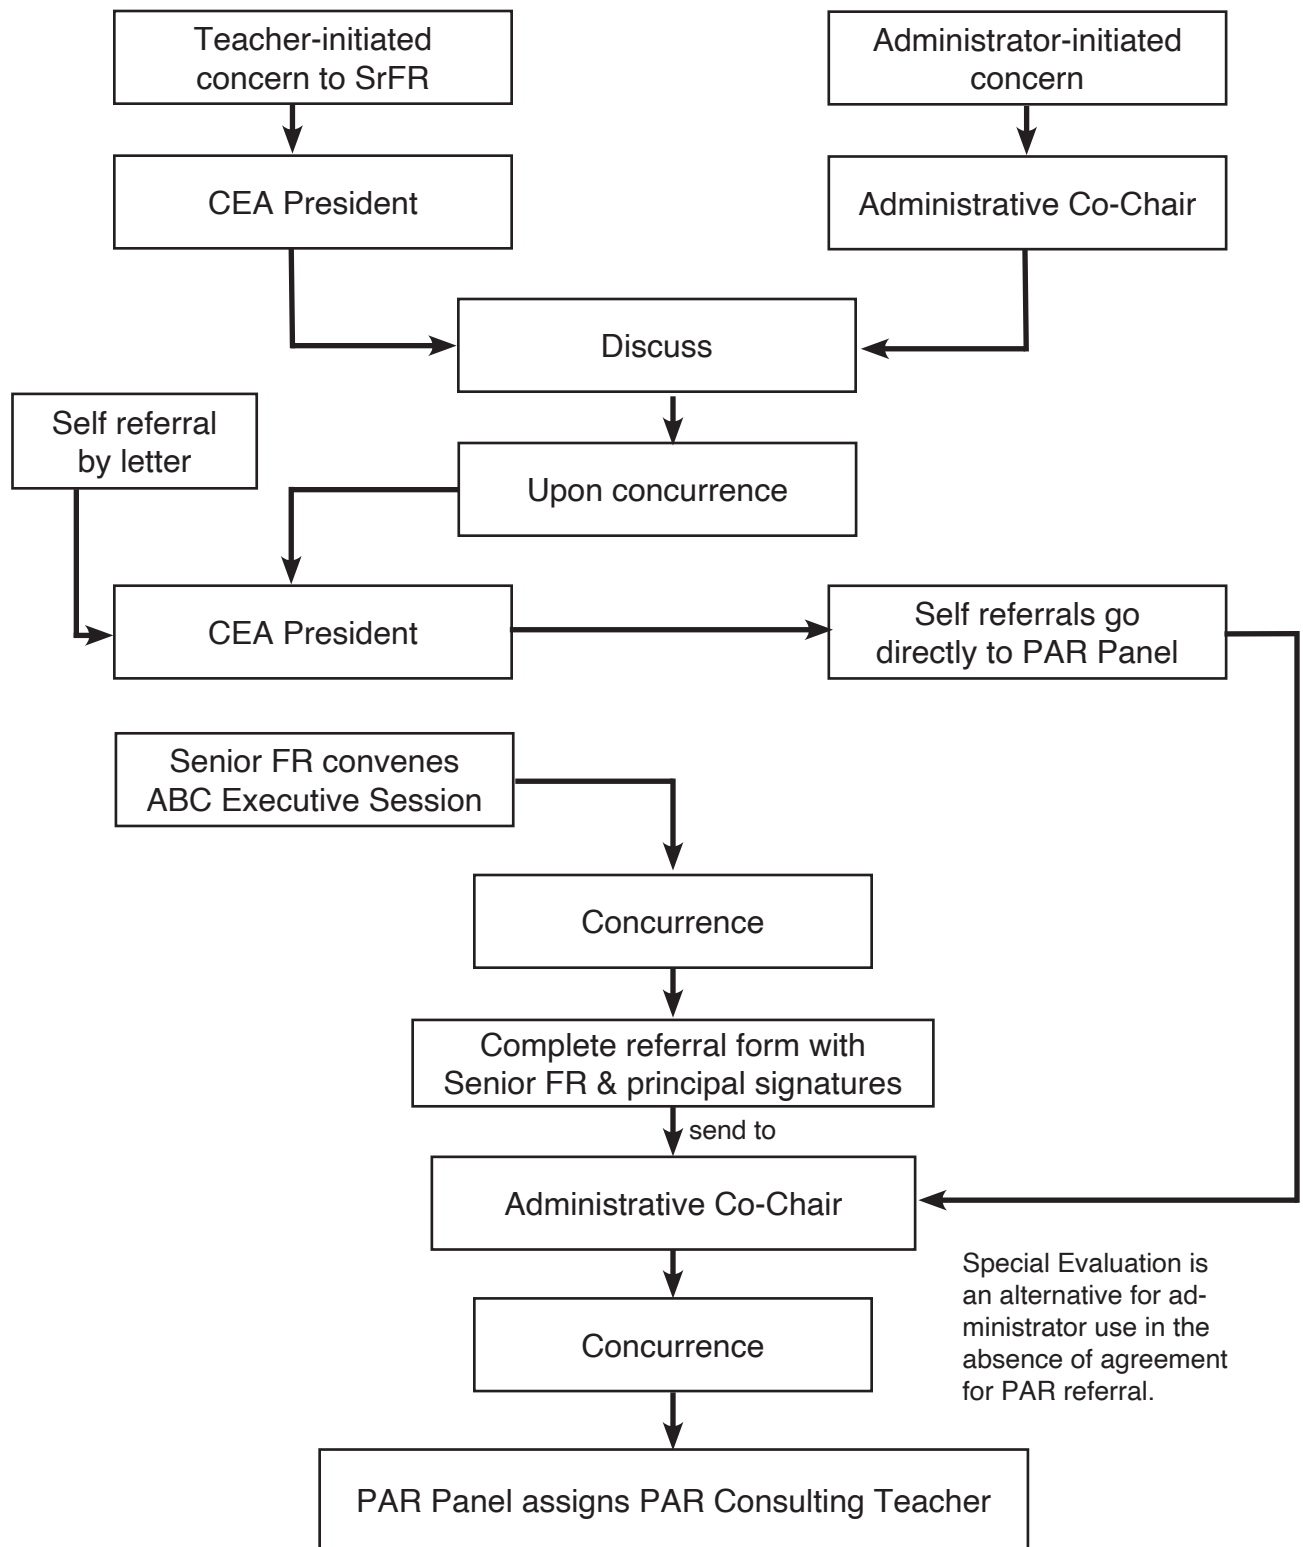 Teacher-initiated
concern to SrFR
Administrator-initiated
concern
CEA President
Administrative Co-Chair
Discuss
Self referral
by letter
Upon concurrence
CEA President
Self referrals go
directly to PAR Panel
Senior FR convenes
ABC Executive Session
Concurrence
Complete referral form with
Senior FR & principal signatures
send to
Administrative Co-Chair
Special Evaluation is
an alternative for ad-
ministrator use in the
absence of agreement
for PAR referral.
Concurrence
PAR Panel assigns PAR Consulting Teacher